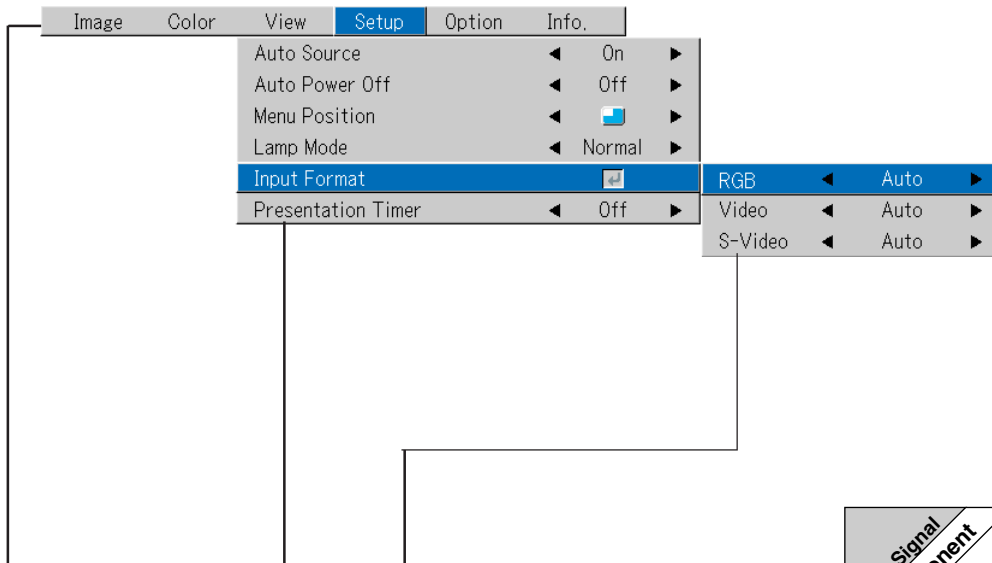 Image Color View Setup Option Info.
Auto Source On
Auto Power Off Off
Menu Position
Lamp Mode Normal
Input Format
Presentation Timer Off
RGB Auto
Video Auto
S-Video Auto
Signal